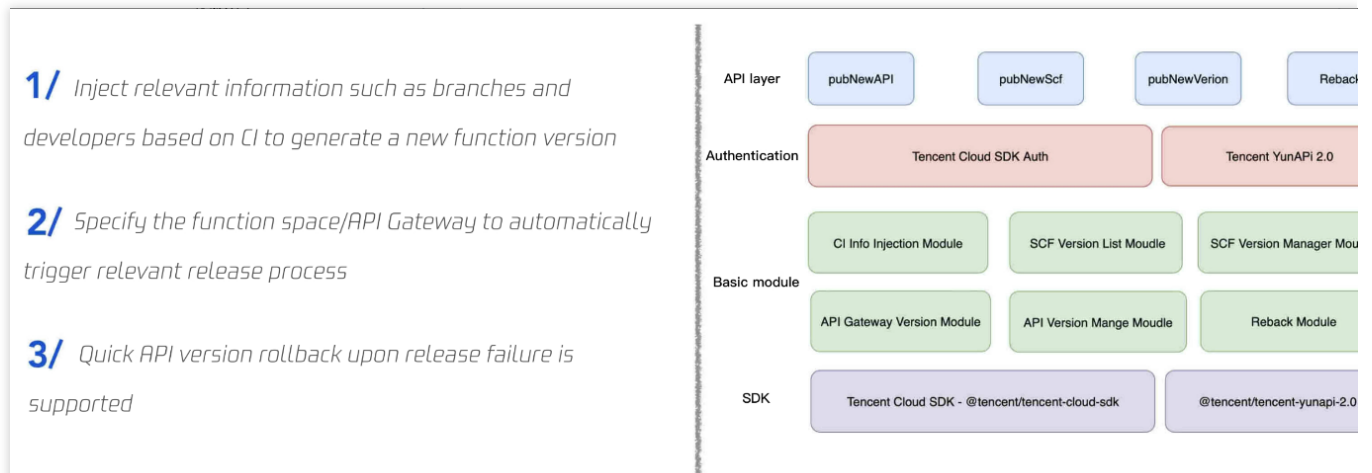 1/ Inject relevant information such as branches and
developers based on CI to generate a new function version
2/ Specify the function space/API Gateway to automatically
trigger relevant release process
3/ Quick API version rollback upon release failure is
supported
API layer pubNewAPI pubNewScf pubNewVerion Reback
Authentication Tencent Cloud SDK Auth Tencent YunAPi 2.0
Basic module
CI Info Injection Module SCF Version List Moudle SCF Version Manager
API Gateway Version Module API Version Mange Moudle Reback Module
SDK Tencent Cloud SDK - @tencent/tencent-cloud-sdk @tencent/tencent-yunapi-2.0